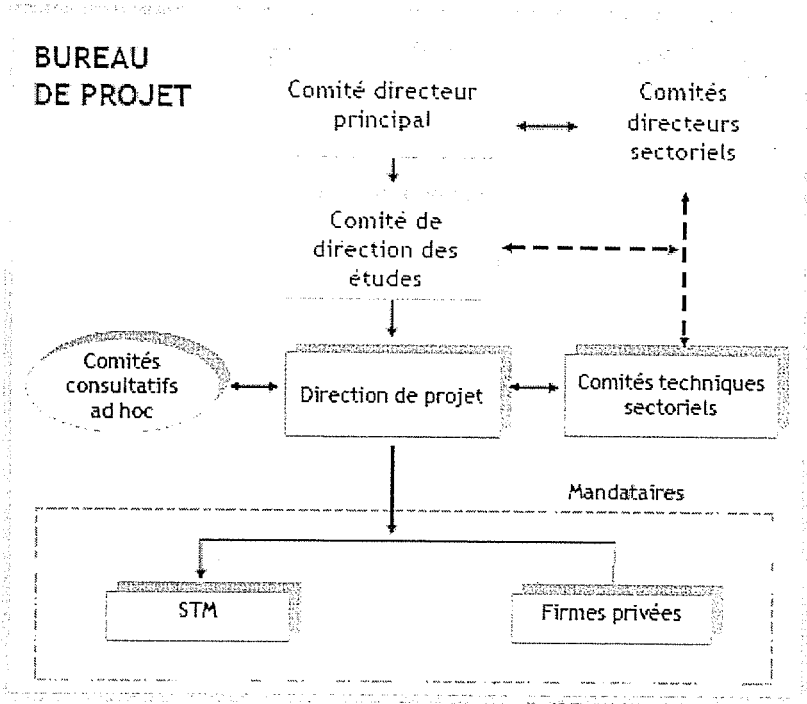 BUREAU
DE PROJET
Comité directeur
principal
Comités
directeurs
sectoriels
Comité de
direction des
études
Comités
consultatifs
ad hoc
Direction de projet
Comités techniques
sectoriels
Mandataires
STM
Firmes privées